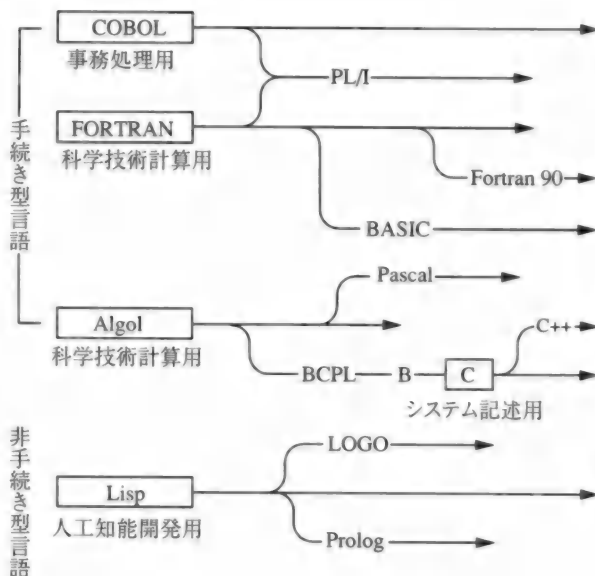 COBOL
事務処理用
PL/I
FORTRAN
科学技術計算用
Fortran 90
BASIC
手続き型言語
Pascal
Algol
科学技術計算用
C++
BCPL
B
C
システム記述用
非手続き型言語
LOGO
Lisp
人工知能開発用
Prolog